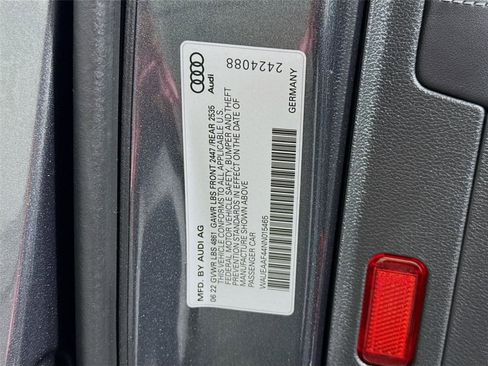 Audi
2424088
GERMANY
MFD. BY AUDI AG
06 22 GVWR LBS 4861 GAWR LBS FRONT 2447 /REAR 2535
THIS VEHICLE CONFORMS TO ALL APPLICABLE U.S.
FEDERAL MOTOR VEHICLE SAFETY, BUMPER AND THEFT
PREVENTION STANDARDS IN EFFECT ON THE DATE OF
MANUFACTURING SHOWN ABOVE
PASSENGER CAR
WAUEAAF44NN015465